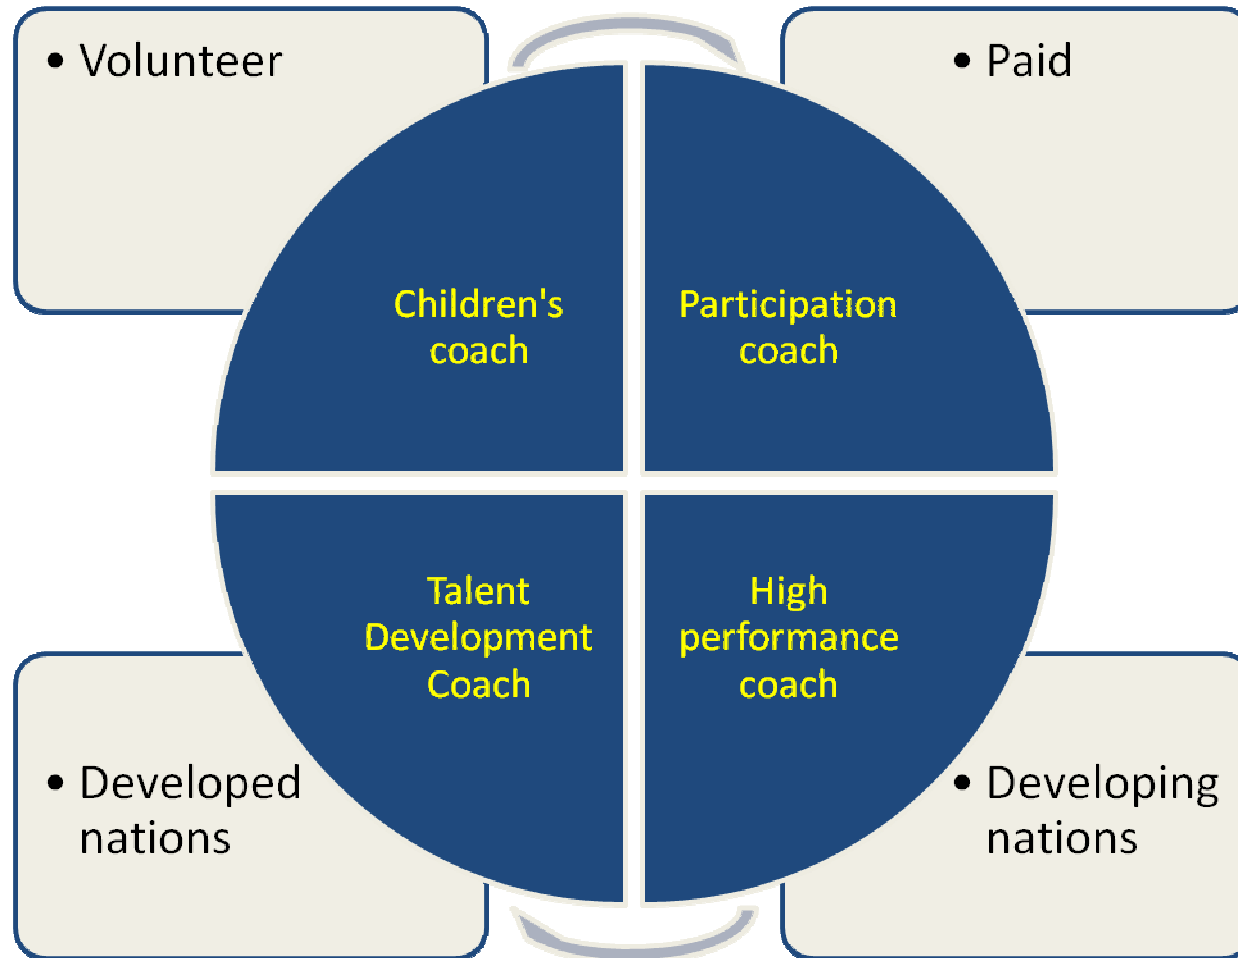 • Volunteer
• Paid
Children's
coach
Participation
coach
Talent
Development
Coach
High
performance
coach
• Developed
nations
• Developing
nations